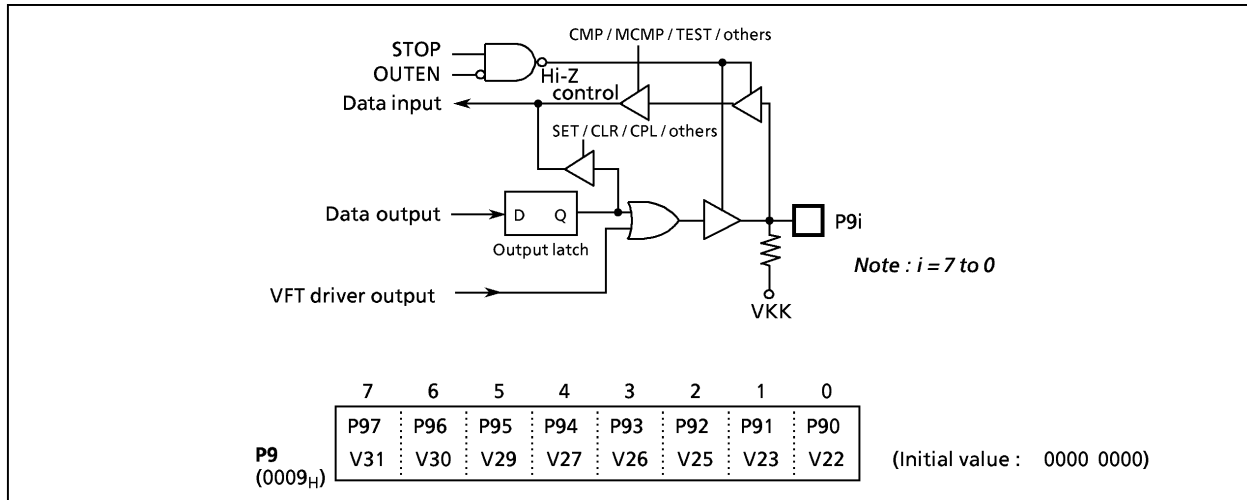 CMP / MCMP / TEST / others
STOP
OUTEN
Hi-Z
control
Data input
SET / CLR / CPL / others
Data output
D Q
Output latch
P9i
Note : i = 7 to 0
VFT driver output
VKK
7 6 5 4 3 2 1 0
P97 P96 P95 P94 P93 P92 P91 P90
P9
(0009H)
V31 V30 V29 V27 V26 V25 V23 V22
(Initial value : 0000 0000)